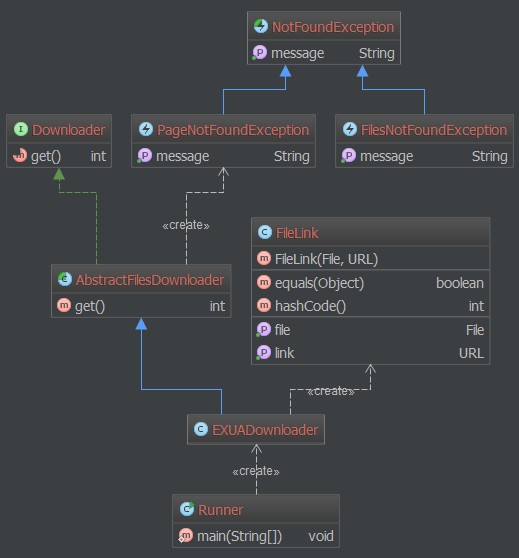 NotFoundException
message String
Downloader
get() int
PageNotFoundException
message String
FilesNotFoundException
message String
«create»
FileLink
FileLink(File, URL)
equals(Object) boolean
hashCode() int
file File
link URL
AbstractFilesDownloader
get() int
«create»
EXUADownloader
«create»
Runner
main(String[]) void